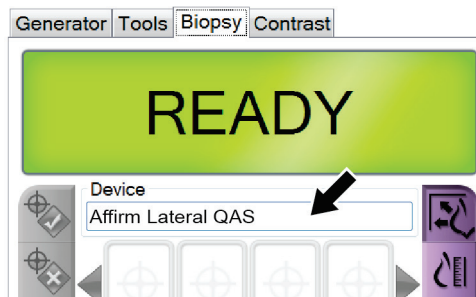 Generator Tools Biopsy Contrast
READY
Device
Affirm Lateral QAS